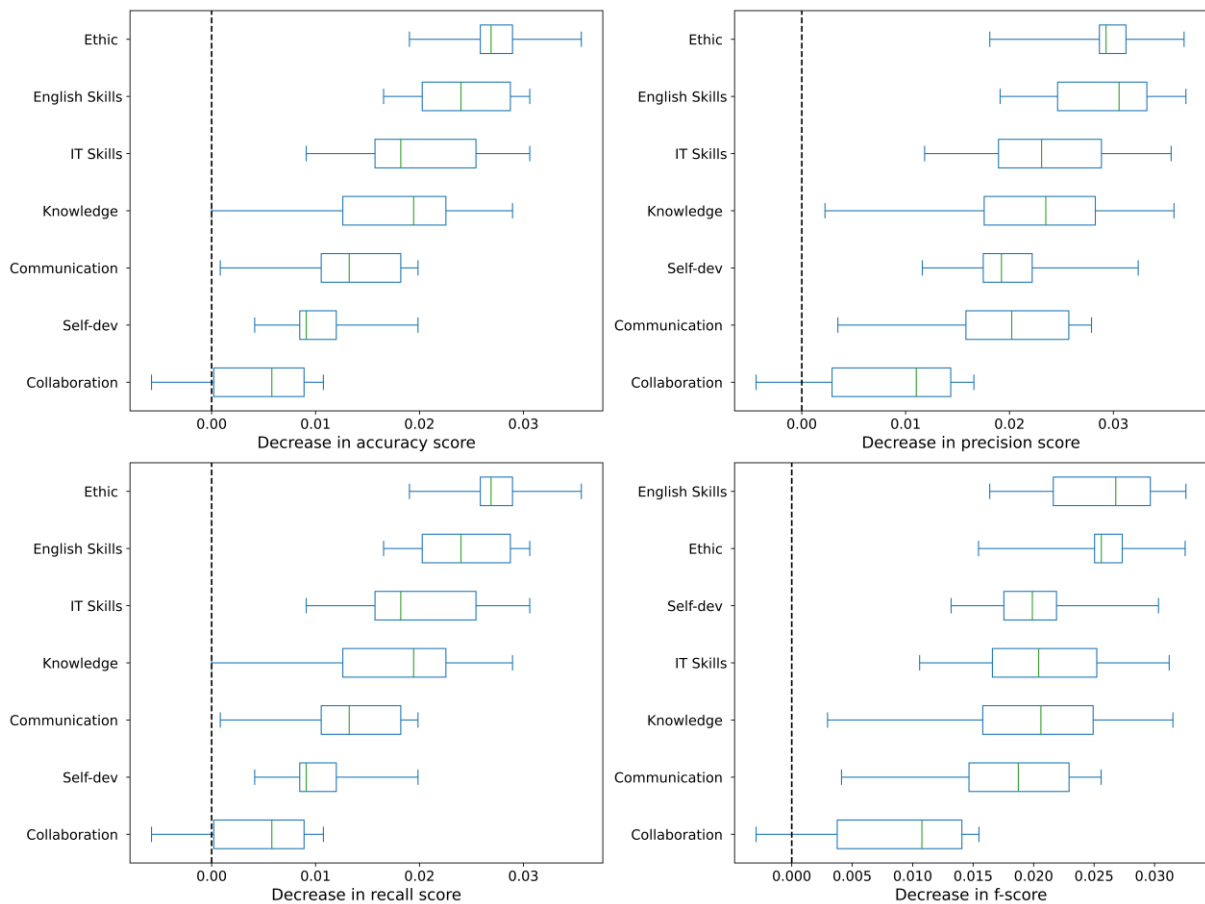 Ethic
English Skills
IT Skills
Knowledge
Communication
Self-dev
Collaboration
0.00 0.01 0.02 0.03
Decrease in accuracy score
Ethic
English Skills
IT Skills
Knowledge
Self-dev
Communication
Collaboration
0.00 0.01 0.02 0.03
Decrease in precision score
Ethic
English Skills
IT Skills
Knowledge
Communication
Self-dev
Collaboration
0.00 0.01 0.02 0.03
Decrease in recall score
English Skills
Ethic
Self-dev
IT Skills
Knowledge
Communication
Collaboration
0.000 0.005 0.010 0.015 0.020 0.025 0.030
Decrease in f-score